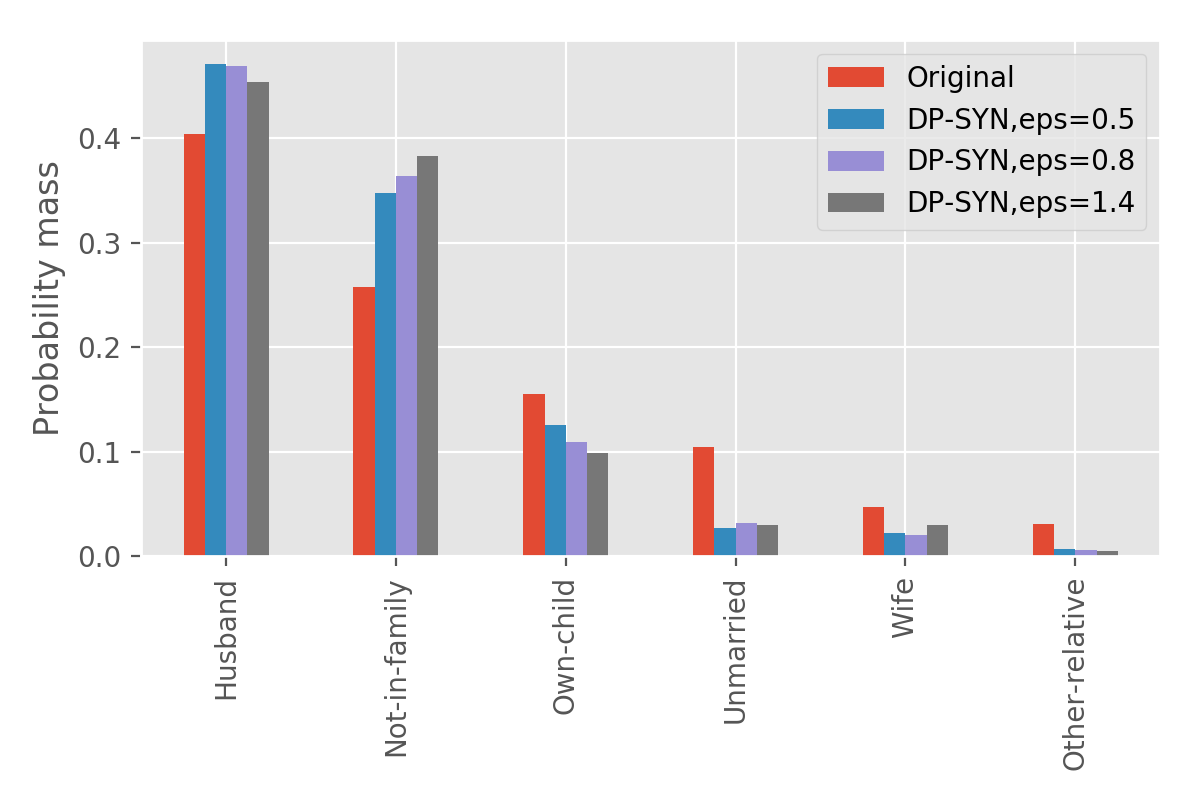 Original
DP-SYN,eps=0.5
DP-SYN,eps=0.8
DP-SYN,eps=1.4
Probability mass
0.4
0.3
0.2
0.1
0.0
Husband
Not-in-family
Own-child
Unmarried
Wife
Other-relative